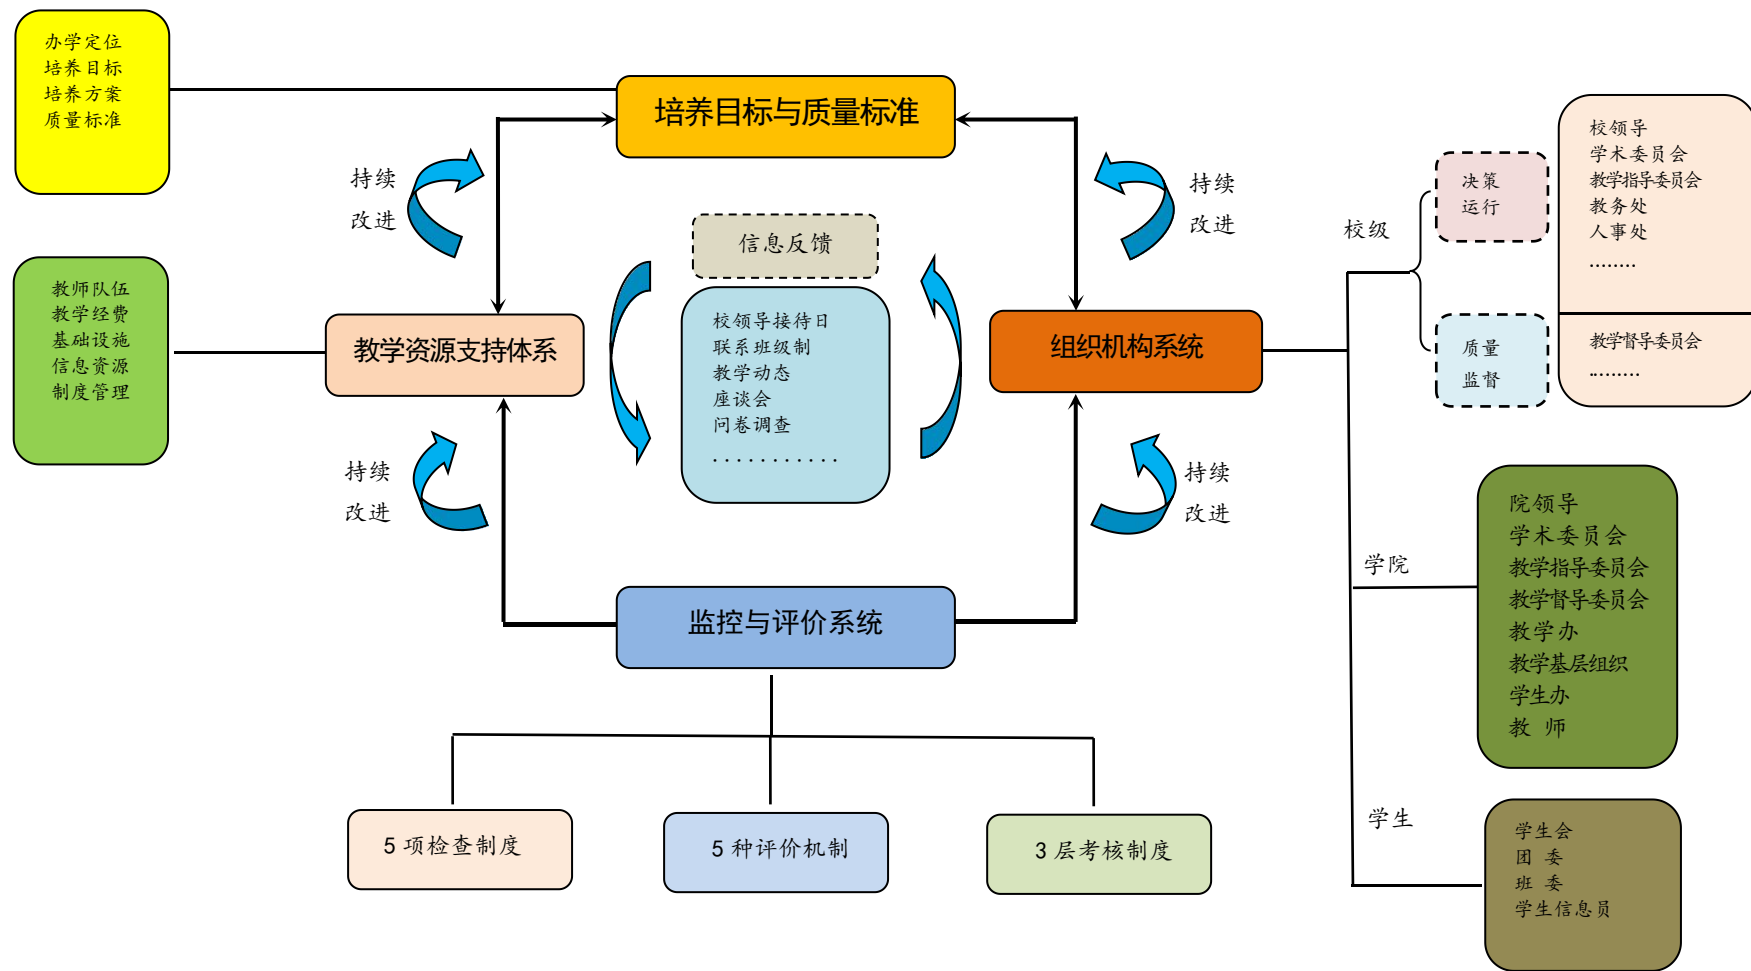 办学定位
培养目标
培养方案
质量标准
培养目标与质量标准
持续
改进
持续
改进
信息反馈
校领导接待日
联系班级制
教学动态
座谈会
问卷调查
...........
教师队伍
教学经费
基础设施
信息资源
制度管理
教学资源支持体系
组织机构系统
持续
改进
持续
改进
监控与评价系统
5 项检查制度
5 种评价机制
3 层考核制度
校级
决策
运行
校领导
学术委员会
教学指导委员会
教务处
人事处
........
质量
监督
教学督导委员会
.........
学院
院领导
学术委员会
教学指导委员会
教学督导委员会
教学办
教学基层组织
学生办
教 师
学生
学生会
团 委
班 委
学生信息员